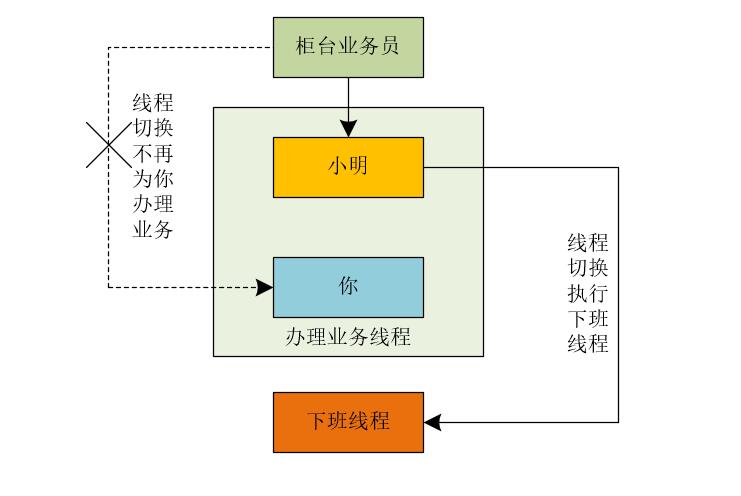 柜台业务员
线程
切换
不再
为你
办理
业务
小明
你
办理业务线程
线程
切换
执行
下班
线程
下班线程